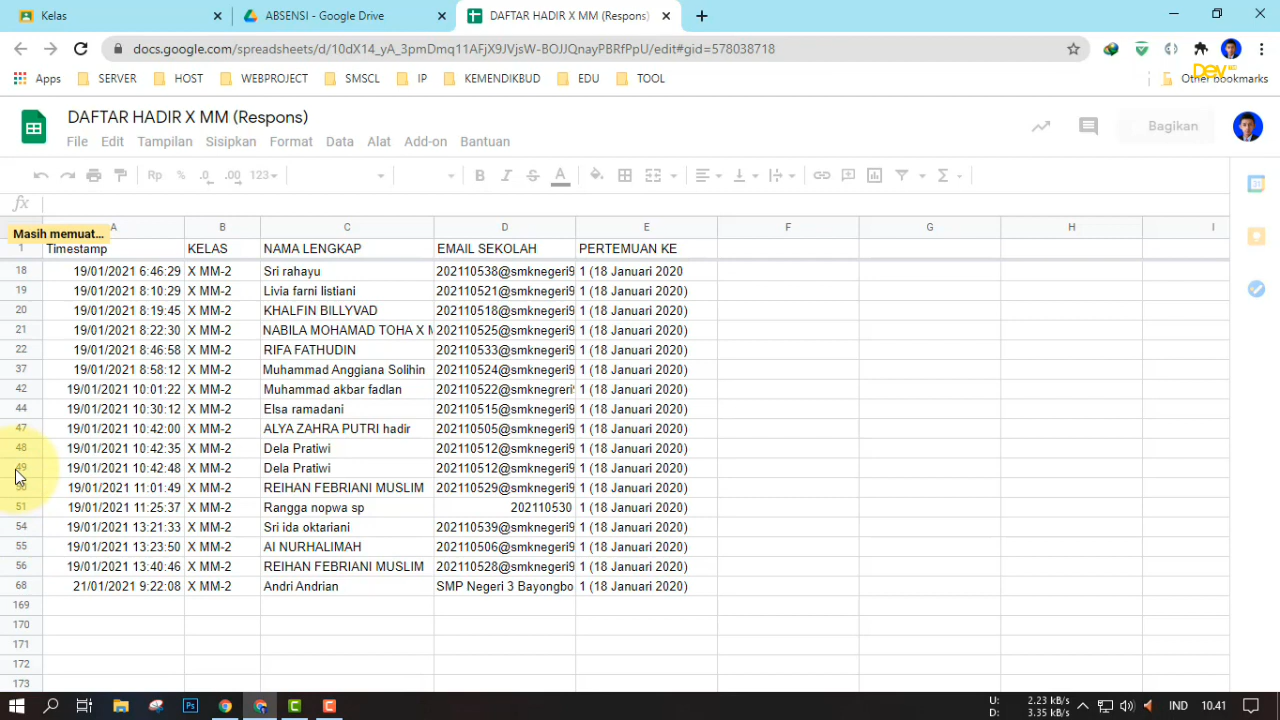 Kelas
ABSENSI - Google Drive
DAFTAR HADIR X MM (Respons)
docs.google.com/spreadsheets/d/10dX14_yA_3pmDmq11AFjX9JVjsW-BOJJQnayPBRfPpU/edit#gid=578038718
Apps SERVER HOST WEBPROJECT SMSCL IP KEMENDIKBUD EDU TOOL Other bookmarks
Dev
DAFTAR HADIR X MM (Respons)
File Edit Tampilan Sisipkan Format Data Alat Add-on Bantuan
Bagikan
Rp % .0 .00 123 B I S A
fx
A B C D E F G H I
Masih memuat...
1 Timestamp KELAS NAMA LENGKAP EMAIL SEKOLAH PERTEMUAN KE
18 19/01/2021 6:46:29 X MM-2 Sri rahayu 202110538@smknegeri9 1 (18 Januari 2020
19 19/01/2021 8:10:29 X MM-2 Livia farni listiani 202110521@smknegeri9 1 (18 Januari 2020)
20 19/01/2021 8:19:45 X MM-2 KHALFIN BILLYVAD 202110518@smknegeri9 1 (18 Januari 2020)
21 19/01/2021 8:22:30 X MM-2 NABILA MOHAMAD TOHA X M 202110525@smknegeri9 1 (18 Januari 2020)
22 19/01/2021 8:46:58 X MM-2 RIFA FATHUDIN 202110533@smknegeri9 1 (18 Januari 2020)
37 19/01/2021 8:58:12 X MM-2 Muhammad Anggiana Solihin 202110524@smknegeri9 1 (18 Januari 2020)
42 19/01/2021 10:01:22 X MM-2 Muhammad akbar fadlan 202110522@smknegreri 1 (18 Januari 2020)
44 19/01/2021 10:30:12 X MM-2 Elsa ramadani 202110515@smknegeri9 1 (18 Januari 2020)
47 19/01/2021 10:42:00 X MM-2 ALYA ZAHRA PUTRI hadir 202110505@smknegeri9 1 (18 Januari 2020)
48 19/01/2021 10:42:35 X MM-2 Dela Pratiwi 202110512@smknegeri9 1 (18 Januari 2020)
49 19/01/2021 10:42:48 X MM-2 Dela Pratiwi 202110512@smknegeri9 1 (18 Januari 2020)
50 19/01/2021 11:01:49 X MM-2 REIHAN FEBRIANI MUSLIM 202110529@smknegeri9 1 (18 Januari 2020)
51 19/01/2021 11:25:37 X MM-2 Rangga nopwa sp 202110530 1 (18 Januari 2020)
54 19/01/2021 13:21:33 X MM-2 Sri ida oktariani 202110539@smknegeri9 1 (18 Januari 2020)
55 19/01/2021 13:23:50 X MM-2 AI NURHALIMAH 202110506@smknegeri9 1 (18 Januari 2020)
56 19/01/2021 13:40:46 X MM-2 REIHAN FEBRIANI MUSLIM 202110528@smknegeri9 1 (18 Januari 2020)
68 21/01/2021 9:22:08 X MM-2 Andri Andrian SMP Negeri 3 Bayongbo 1 (18 Januari 2020)
169
170
171
172
173
U: 2.23 kB/s
D: 3.35 kB/s
IND 10.41